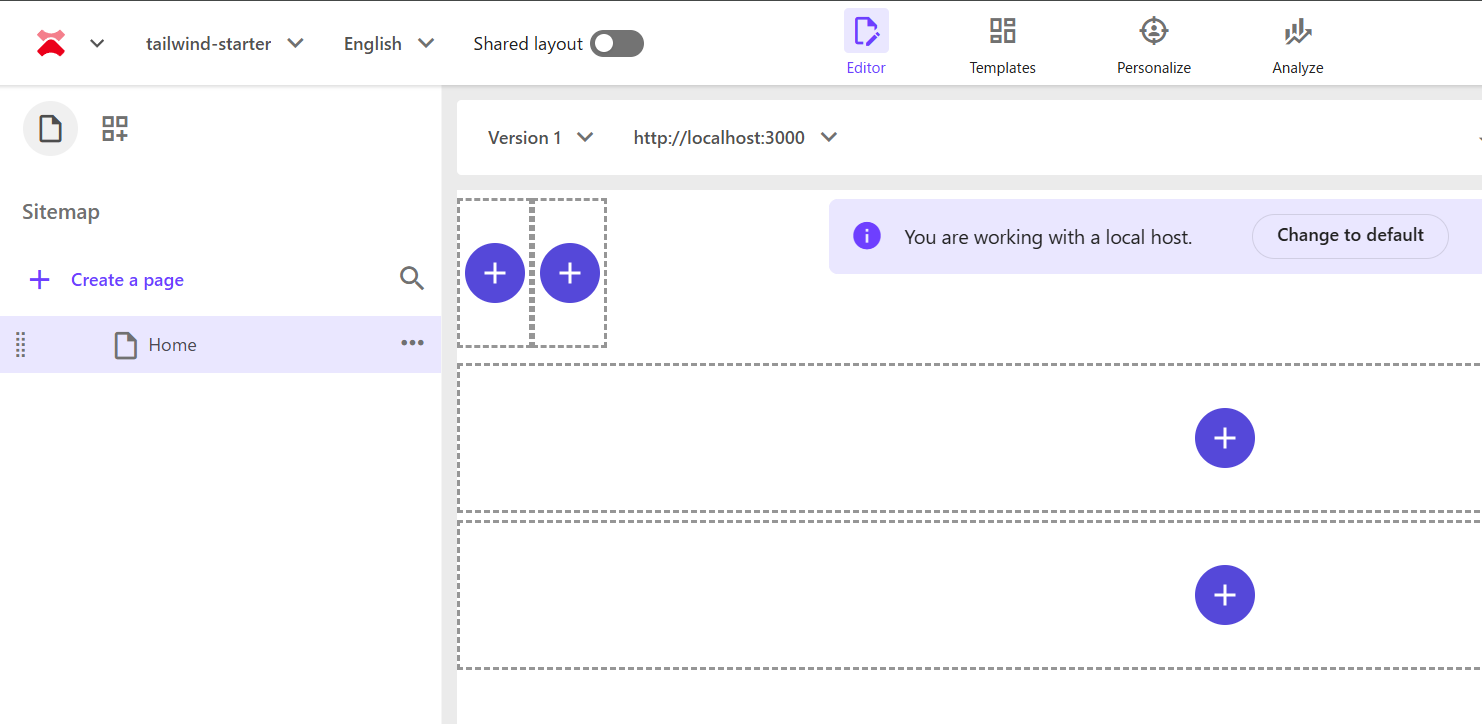 tailwind-starter
English
Shared layout
Editor
Templates
Personalize
Analyze
Sitemap
Create a page
Home
Version 1
http://localhost:3000
You are working with a local host.
Change to default